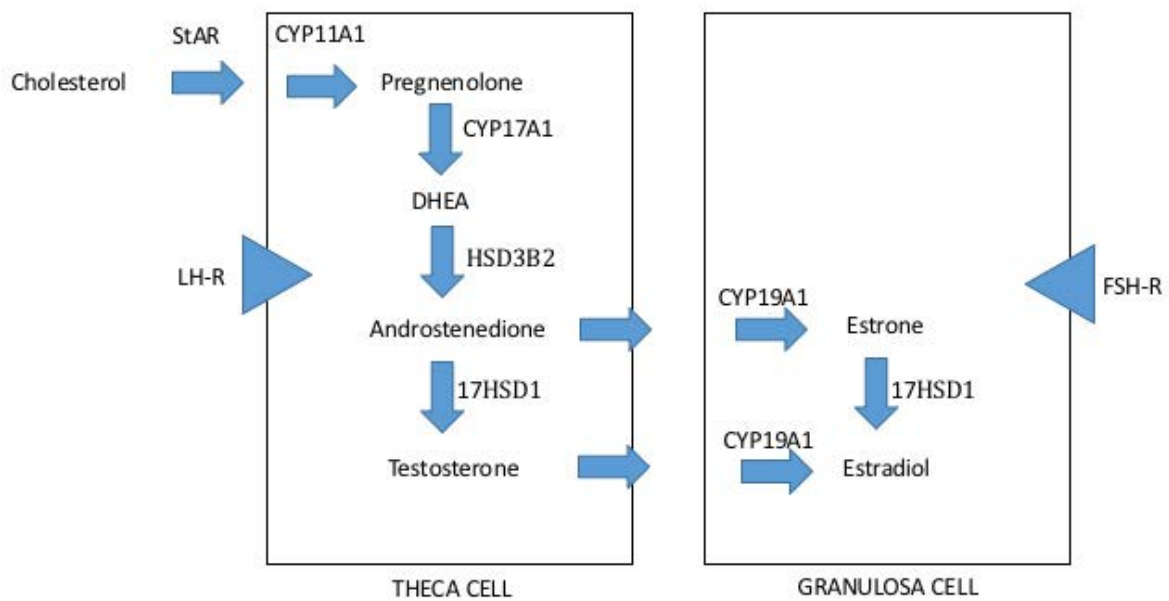 StAR
CYP11A1
Cholesterol
Pregnenolone
CYP17A1
DHEA
HSD3B2
LH-R
FSH-R
CYP19A1
Androstenedione
Estrone
17HSD1
17HSD1
CYP19A1
Testosterone
Estradiol
THECA CELL
GRANULOSA CELL